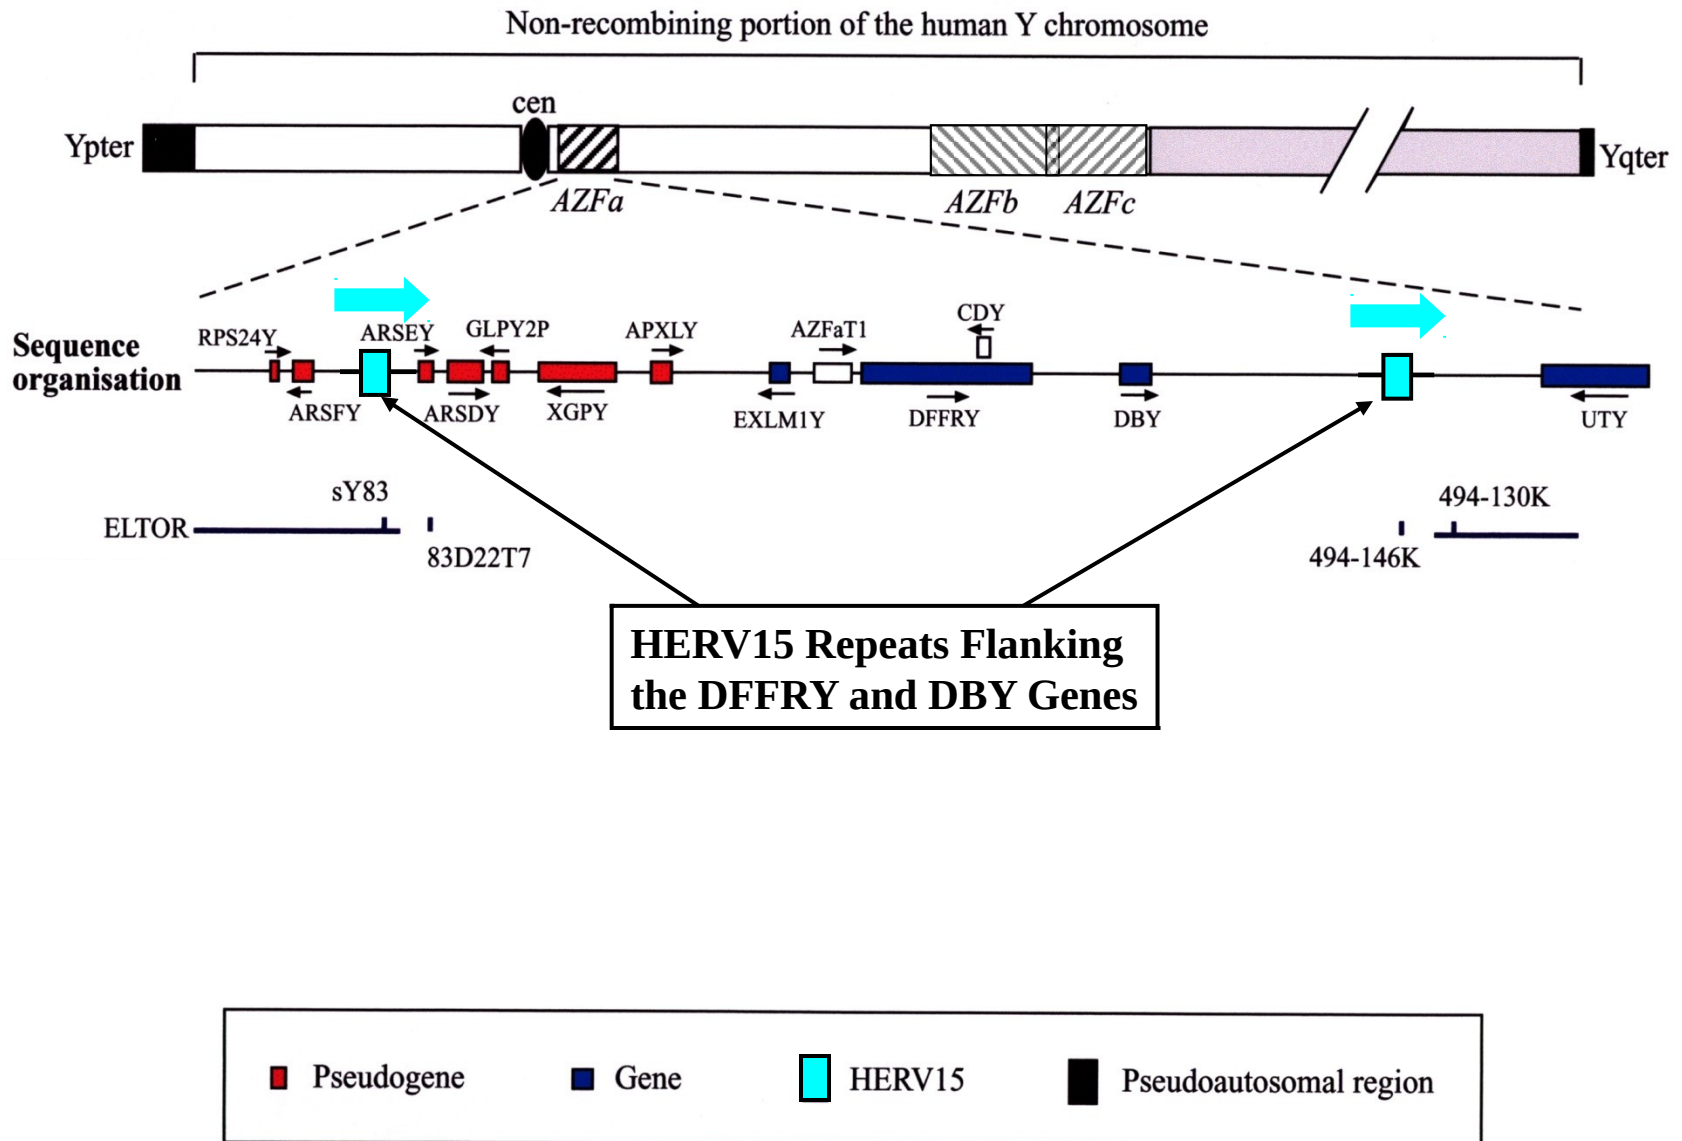 Non-recombining portion of the human Y chromosome
cen
Ypter
Yqter
AZFa
AZFb
AZFc
CDY
RPS24Y
ARSEY
GLPY2P
APXLY
AZFaT1
Sequence
organisation
ARSFY
ARSDY
XGPY
EXLM1Y
DFFRY
DBY
UTY
sY83
494-130K
ELTOR
83D22T7
494-146K
HERV15 Repeats Flanking
the DFFRY and DBY Genes
Pseudogene
Gene
HERV15
Pseudoautosomal region